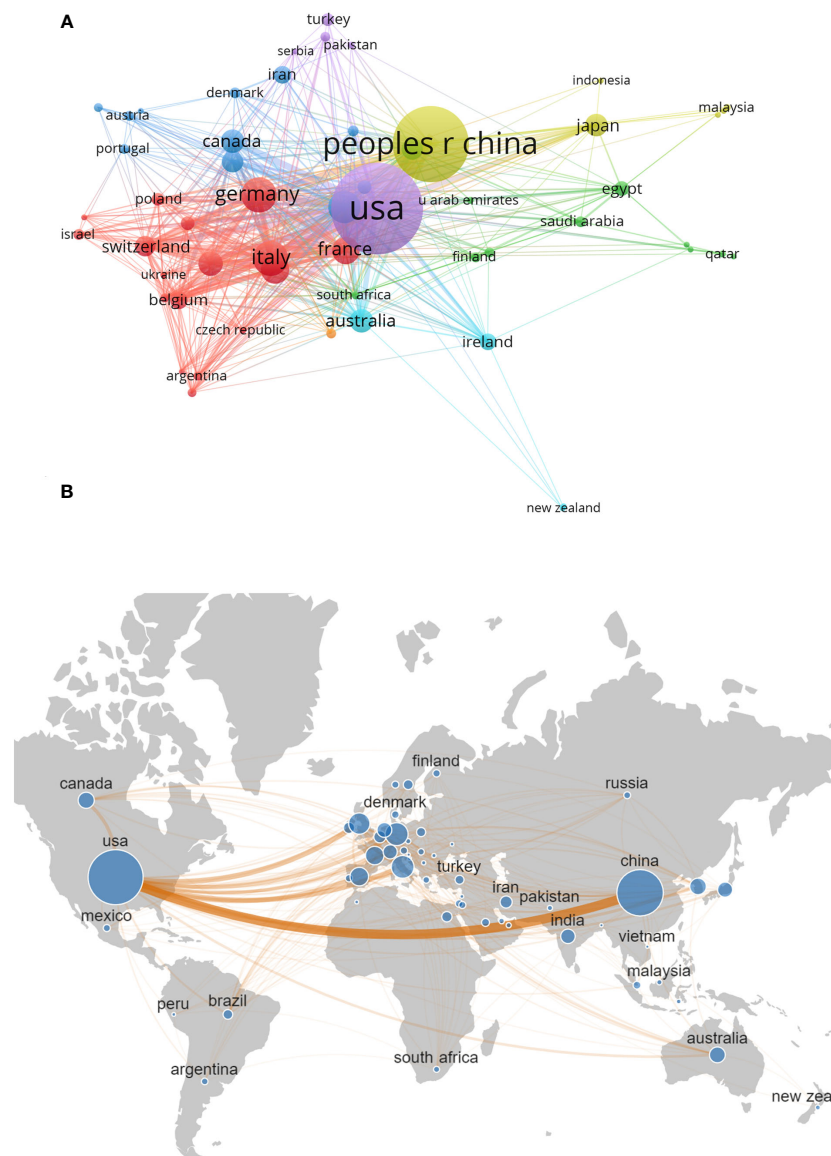 A
turkey
serbia
pakistan
iran
denmark
indonesia
malaysia
austria
japan
canada
peoples r china
portugal
egypt
poland
germany
u arab emirates
usa
saudi arabia
israel
switzerland
italy
france
finland
qatar
ukraine
belgium
south africa
australia
czech republic
ireland
argentina
new zealand
B
finland
canada
russia
denmark
usa
china
turkey
iran
pakistan
mexico
india
vietnam
malaysia
peru
brazil
australia
south africa
argentina
new zea